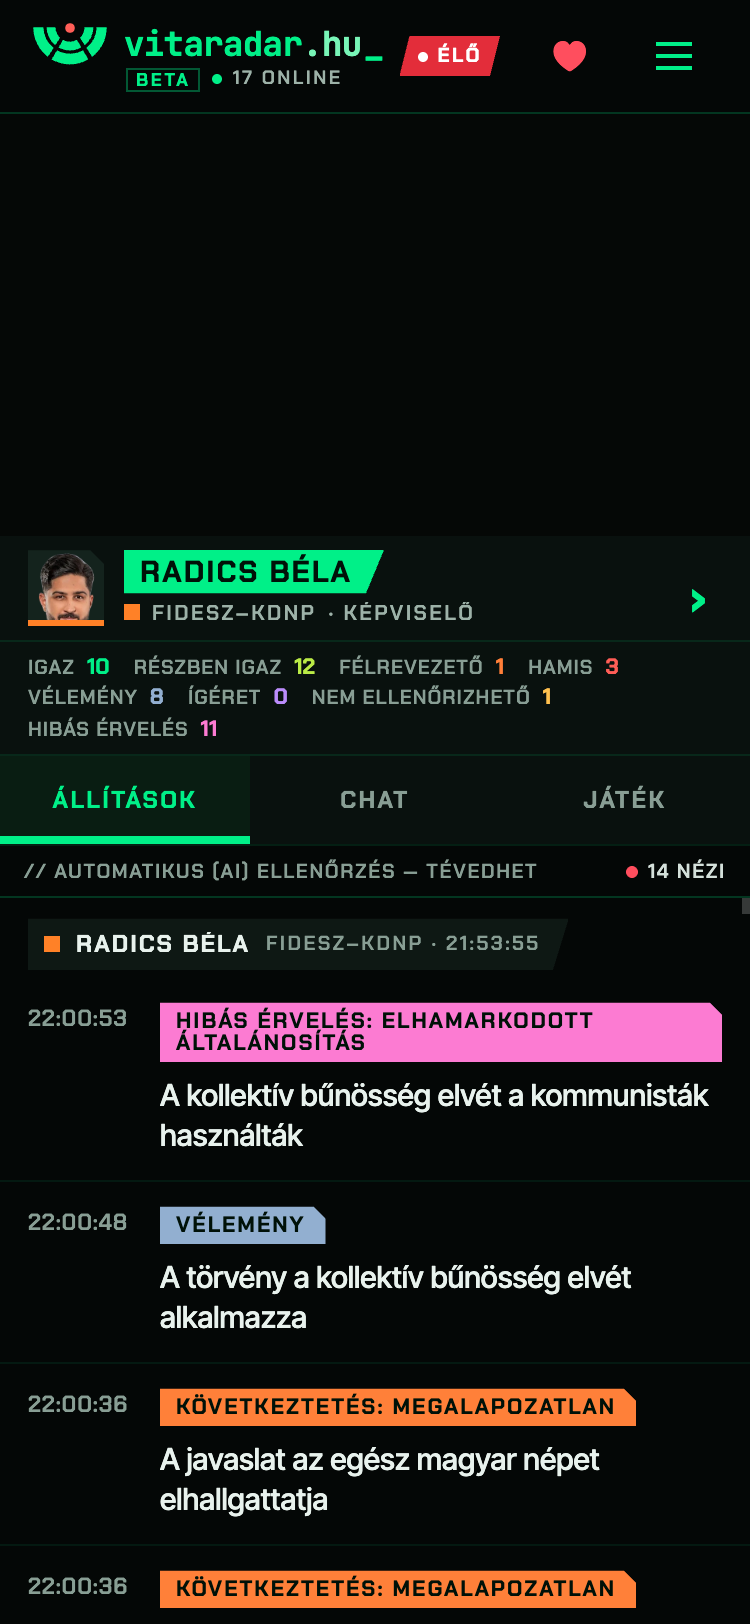 vitaradar.hu_
ÉLŐ
BETA 17 ONLINE
RADICS BÉLA
FIDESZ–KDNP · KÉPVISELŐ
IGAZ 10 RÉSZBEN IGAZ 12 FÉLREVEZETŐ 1 HAMIS 3
VÉLEMÉNY 8 ÍGÉRET 0 NEM ELLENŐRIZHETŐ 1
HIBÁS ÉRVELÉS 11
ÁLLÍTÁSOK CHAT JÁTÉK
// AUTOMATIKUS (AI) ELLENŐRZÉS — TÉVEDHET 14 NÉZI
RADICS BÉLA FIDESZ–KDNP · 21:53:55
22:00:53 HIBÁS ÉRVELÉS: ELHAMARKODOTT
ÁLTALÁNOSÍTÁS
A kollektív bűnösség elvét a kommunisták
használták
22:00:48 VÉLEMÉNY
A törvény a kollektív bűnösség elvét
alkalmazza
22:00:36 KÖVETKEZTETÉS: MEGALAPOZATLAN
A javaslat az egész magyar népet
elhallgattatja
22:00:36 KÖVETKEZTETÉS: MEGALAPOZATLAN